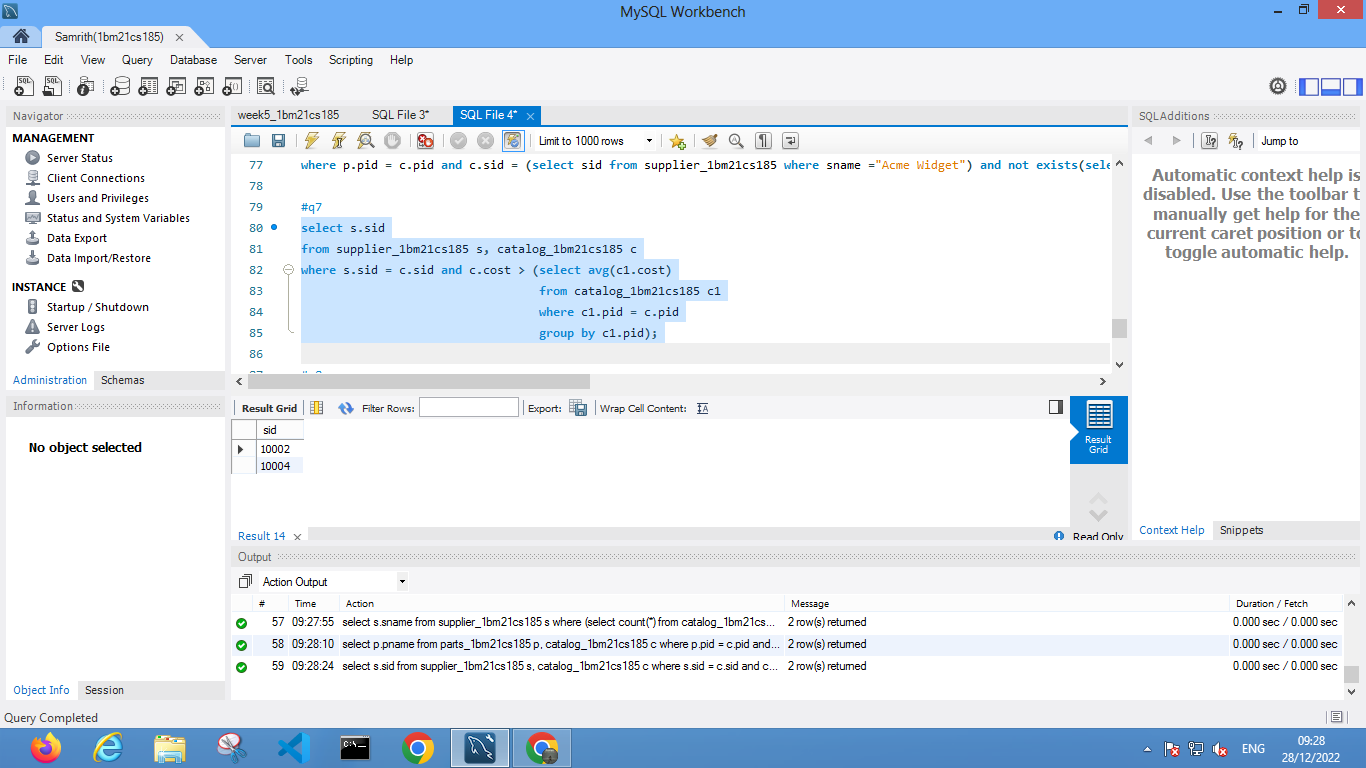 MySQL Workbench
Samrith(1bm21cs185)
File Edit View Query Database Server Tools Scripting Help
Navigator
MANAGEMENT
Server Status
Client Connections
Users and Privileges
Status and System Variables
Data Export
Data Import/Restore
INSTANCE
Startup / Shutdown
Server Logs
Options File
Administration Schemas
Information
No object selected
Object Info Session
week5_1bm21cs185 SQL File 3* SQL File 4*
Limit to 1000 rows
77 where p.pid = c.pid and c.sid = (select sid from supplier_1bm21cs185 where sname ="Acme Widget") and not exists(sele
78
79 #q7
80 select s.sid
81 from supplier_1bm21cs185 s, catalog_1bm21cs185 c
82 where s.sid = c.sid and c.cost > (select avg(c1.cost)
83 from catalog_1bm21cs185 c1
84 where c1.pid = c.pid
85 group by c1.pid);
86
Result Grid Filter Rows: Export: Wrap Cell Content:
sid
10002
10004
Result Grid
Result 14
Read Only
Output
Action Output
# Time Action Message Duration / Fetch
57 09:27:55 select s.sname from supplier_1bm21cs185 s where (select count(*) from catalog_1bm21cs... 2 row(s) returned 0.000 sec / 0.000 sec
58 09:28:10 select p.pname from parts_1bm21cs185 p, catalog_1bm21cs185 c where p.pid = c.pid and... 2 row(s) returned 0.000 sec / 0.000 sec
59 09:28:24 select s.sid from supplier_1bm21cs185 s, catalog_1bm21cs185 c where s.sid = c.sid and c... 2 row(s) returned 0.000 sec / 0.000 sec
SQLAdditions
Jump to
Automatic context help is
disabled. Use the toolbar t
manually get help for the
current caret position or to
toggle automatic help.
Context Help Snippets
Query Completed
ENG
09:28
28/12/2022